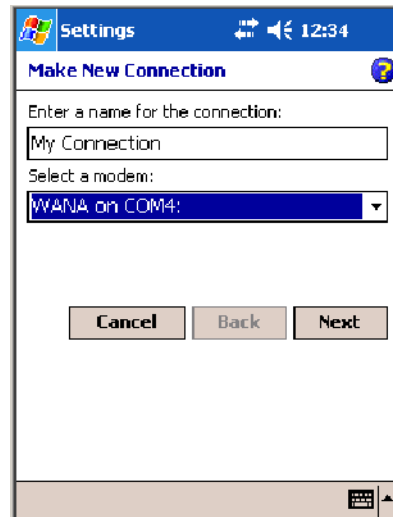 Settings 12:34
Make New Connection ?
Enter a name for the connection:
My Connection
Select a modem:
WANA on COM4:
Cancel Back Next